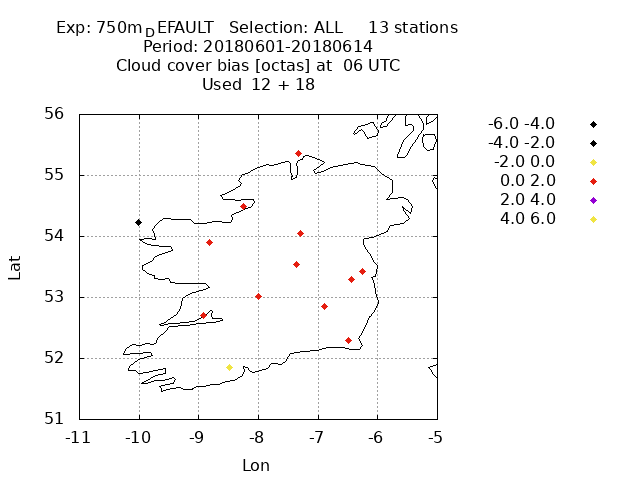 Exp: 750m_DEFAULT   Selection: ALL     13 stations
Period: 20180601-20180614
Cloud cover bias [octas] at  06 UTC
Used  12 + 18
-6.0 -4.0
-4.0 -2.0
-2.0 0.0
0.0 2.0
2.0 4.0
4.0 6.0
56
55
54
53
52
51
Lat
-11 -10 -9 -8 -7 -6 -5
Lon